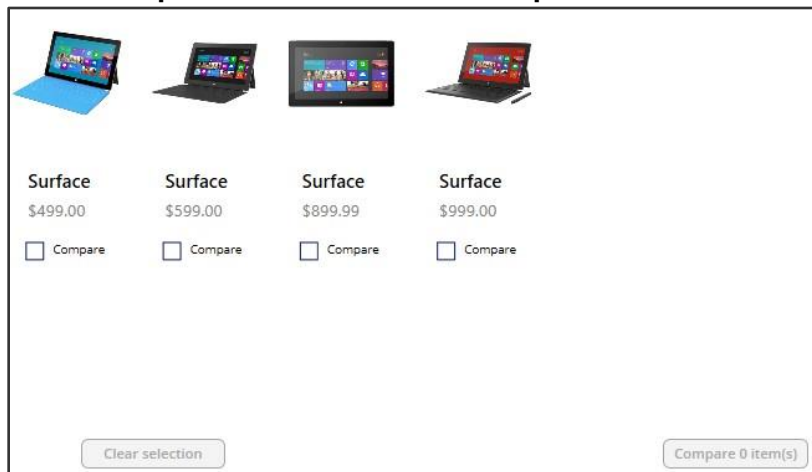 Surface Surface Surface Surface
$499.00 $599.00 $899.99 $999.00
Compare Compare Compare Compare
Clear selection Compare 0 item(s)